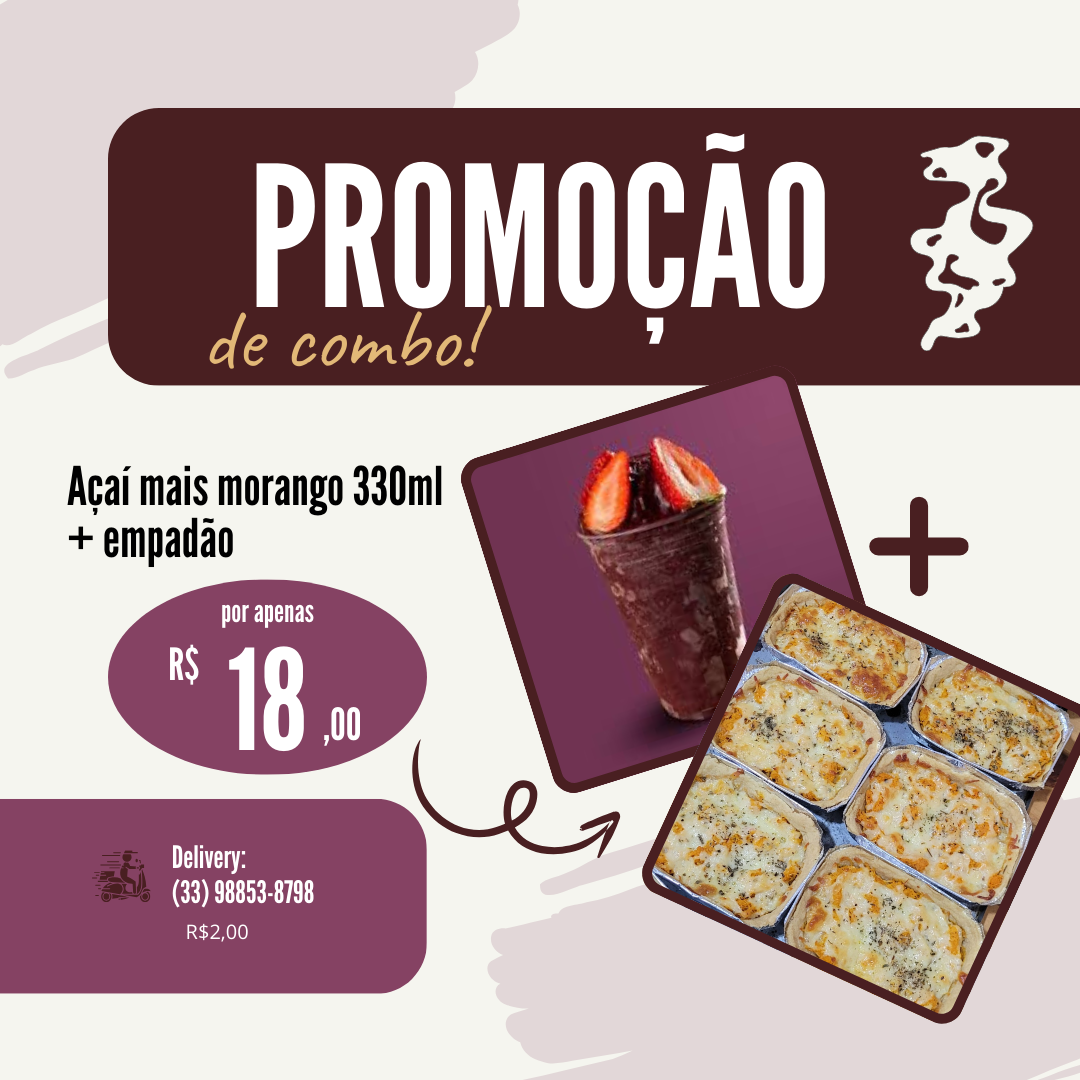 PROMOÇÃO
de combo!
Açaí mais morango 330ml
+ empadão
por apenas
R$ 18 ,00
Delivery:
(33) 98853-8798
R$2,00